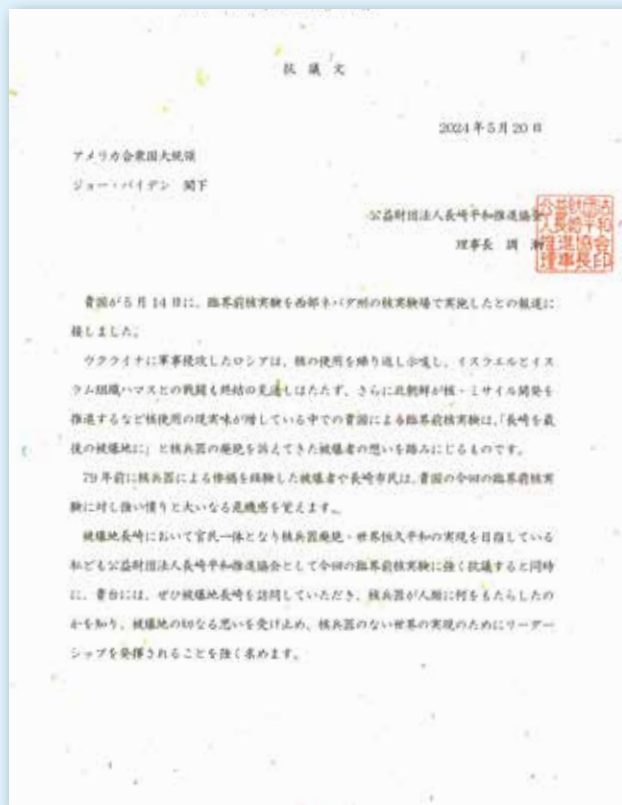 抗議文
2024年5月20日
アメリカ合衆国大統領
ジョー・バイデン 閣下
公益財団法人長崎平和推進協会
理事長 調 漸
貴国が5月14日に、臨界前核実験を西部ネバダ州の核実験場で実施したとの報道に
接しました。
ウクライナに軍事侵攻したロシアは、核の使用を繰り返し示唆し、イスラエルとイス
ラム組織ハマスとの戦闘も終結の見通しはたたず、さらに北朝鮮が核・ミサイル開発を
推進するなど核使用の現実味が増している中での貴国による臨界前核実験は、「長崎を最
後の被爆地に」と核兵器の廃絶を訴えてきた被爆者の想いを踏みにじるものです。
79年前に核兵器による惨禍を経験した被爆者や長崎市民は、貴国の今回の臨界前核実
験に対し強い憤りと大いなる危機感を覚えます。
被爆地長崎において官民一体となり核兵器廃絶・世界恒久平和の実現を目指している
私ども公益財団法人長崎平和推進協会として今回の臨界前核実験に強く抗議すると同時
に、貴台には、ぜひ被爆地長崎を訪問していただき、核兵器が人類に何をもたらしたの
かを知り、被爆地の切なる思いを受け止め、核兵器のない世界の実現のためにリーダー
シップを発揮されることを強く求めます。